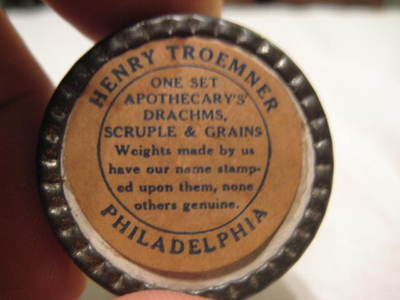 HENRY TROEMNER
ONE SET
APOTHECARY'S
DRACHMS,
SCRUPLE & GRAINS
Weights made by us
have our name stamp-
ed upon them, none
others genuine.
PHILADELPHIA